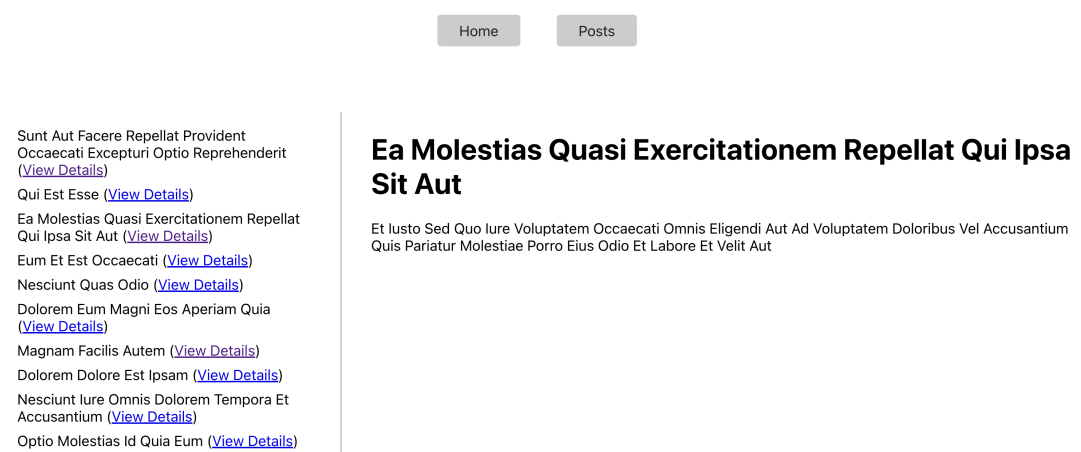 Home Posts
Sunt Aut Facere Repellat Provident
Occaecati Excepturi Optio Reprehenderit
(View Details)
Qui Est Esse (View Details)
Ea Molestias Quasi Exercitationem Repellat
Qui Ipsa Sit Aut (View Details)
Eum Et Est Occaecati (View Details)
Nesciunt Quas Odio (View Details)
Dolorem Eum Magni Eos Aperiam Quia
(View Details)
Magnam Facilis Autem (View Details)
Dolorem Dolore Est Ipsam (View Details)
Nesciunt Iure Omnis Dolorem Tempora Et
Accusantium (View Details)
Optio Molestias Id Quia Eum (View Details)
Ea Molestias Quasi Exercitationem Repellat Qui Ipsa
Sit Aut
Et Iusto Sed Quo Iure Voluptatem Occaecati Omnis Eligendi Aut Ad Voluptatem Doloribus Vel Accusantium
Quis Pariatur Molestiae Porro Eius Odio Et Labore Et Velit Aut